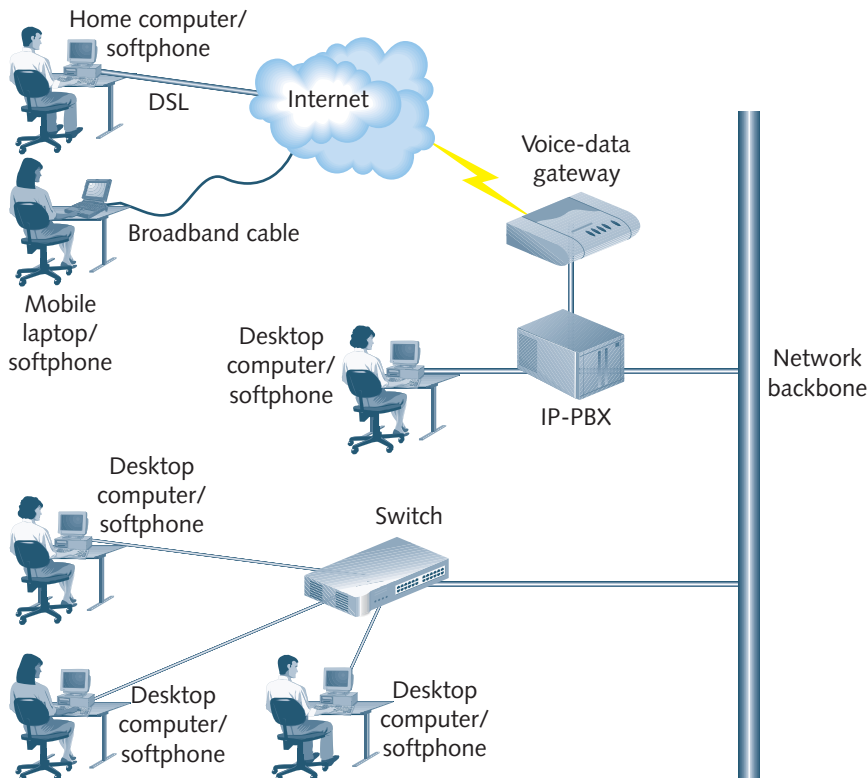 Home computer/
softphone
DSL
Internet
Voice-data
gateway
Broadband cable
Mobile
laptop/
softphone
Desktop
computer/
softphone
IP-PBX
Network
backbone
Desktop
computer/
softphone
Switch
Desktop
computer/
softphone
Desktop
computer/
softphone